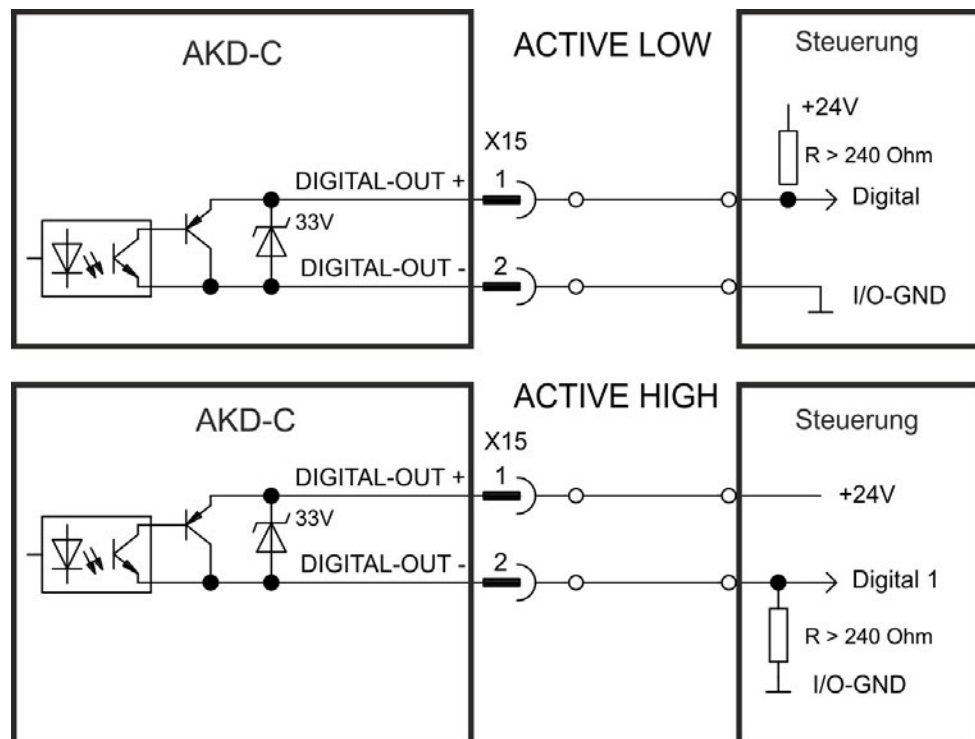 AKD-C
ACTIVE LOW
Steuerung
+24V
X15
R > 240 Ohm
DIGITAL-OUT +
1
Digital
33V
DIGITAL-OUT -
2
I/O-GND
ACTIVE HIGH
AKD-C
Steuerung
X15
DIGITAL-OUT +
1
+24V
33V
DIGITAL-OUT -
2
Digital 1
R > 240 Ohm
I/O-GND